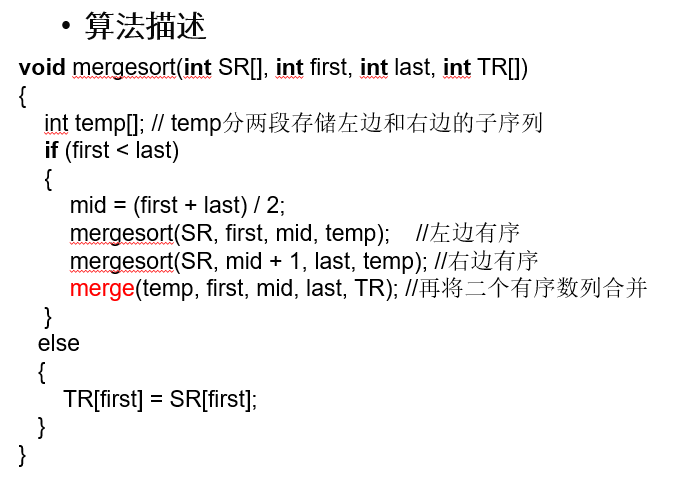 • 算法描述
void mergesort(int SR[], int first, int last, int TR[])
{
int temp[]; // temp分两段存储左边和右边的子序列
if (first < last)
{
mid = (first + last) / 2;
mergesort(SR, first, mid, temp); //左边有序
mergesort(SR, mid + 1, last, temp); //右边有序
merge(temp, first, mid, last, TR); //再将二个有序数列合并
}
else
{
TR[first] = SR[first];
}
}